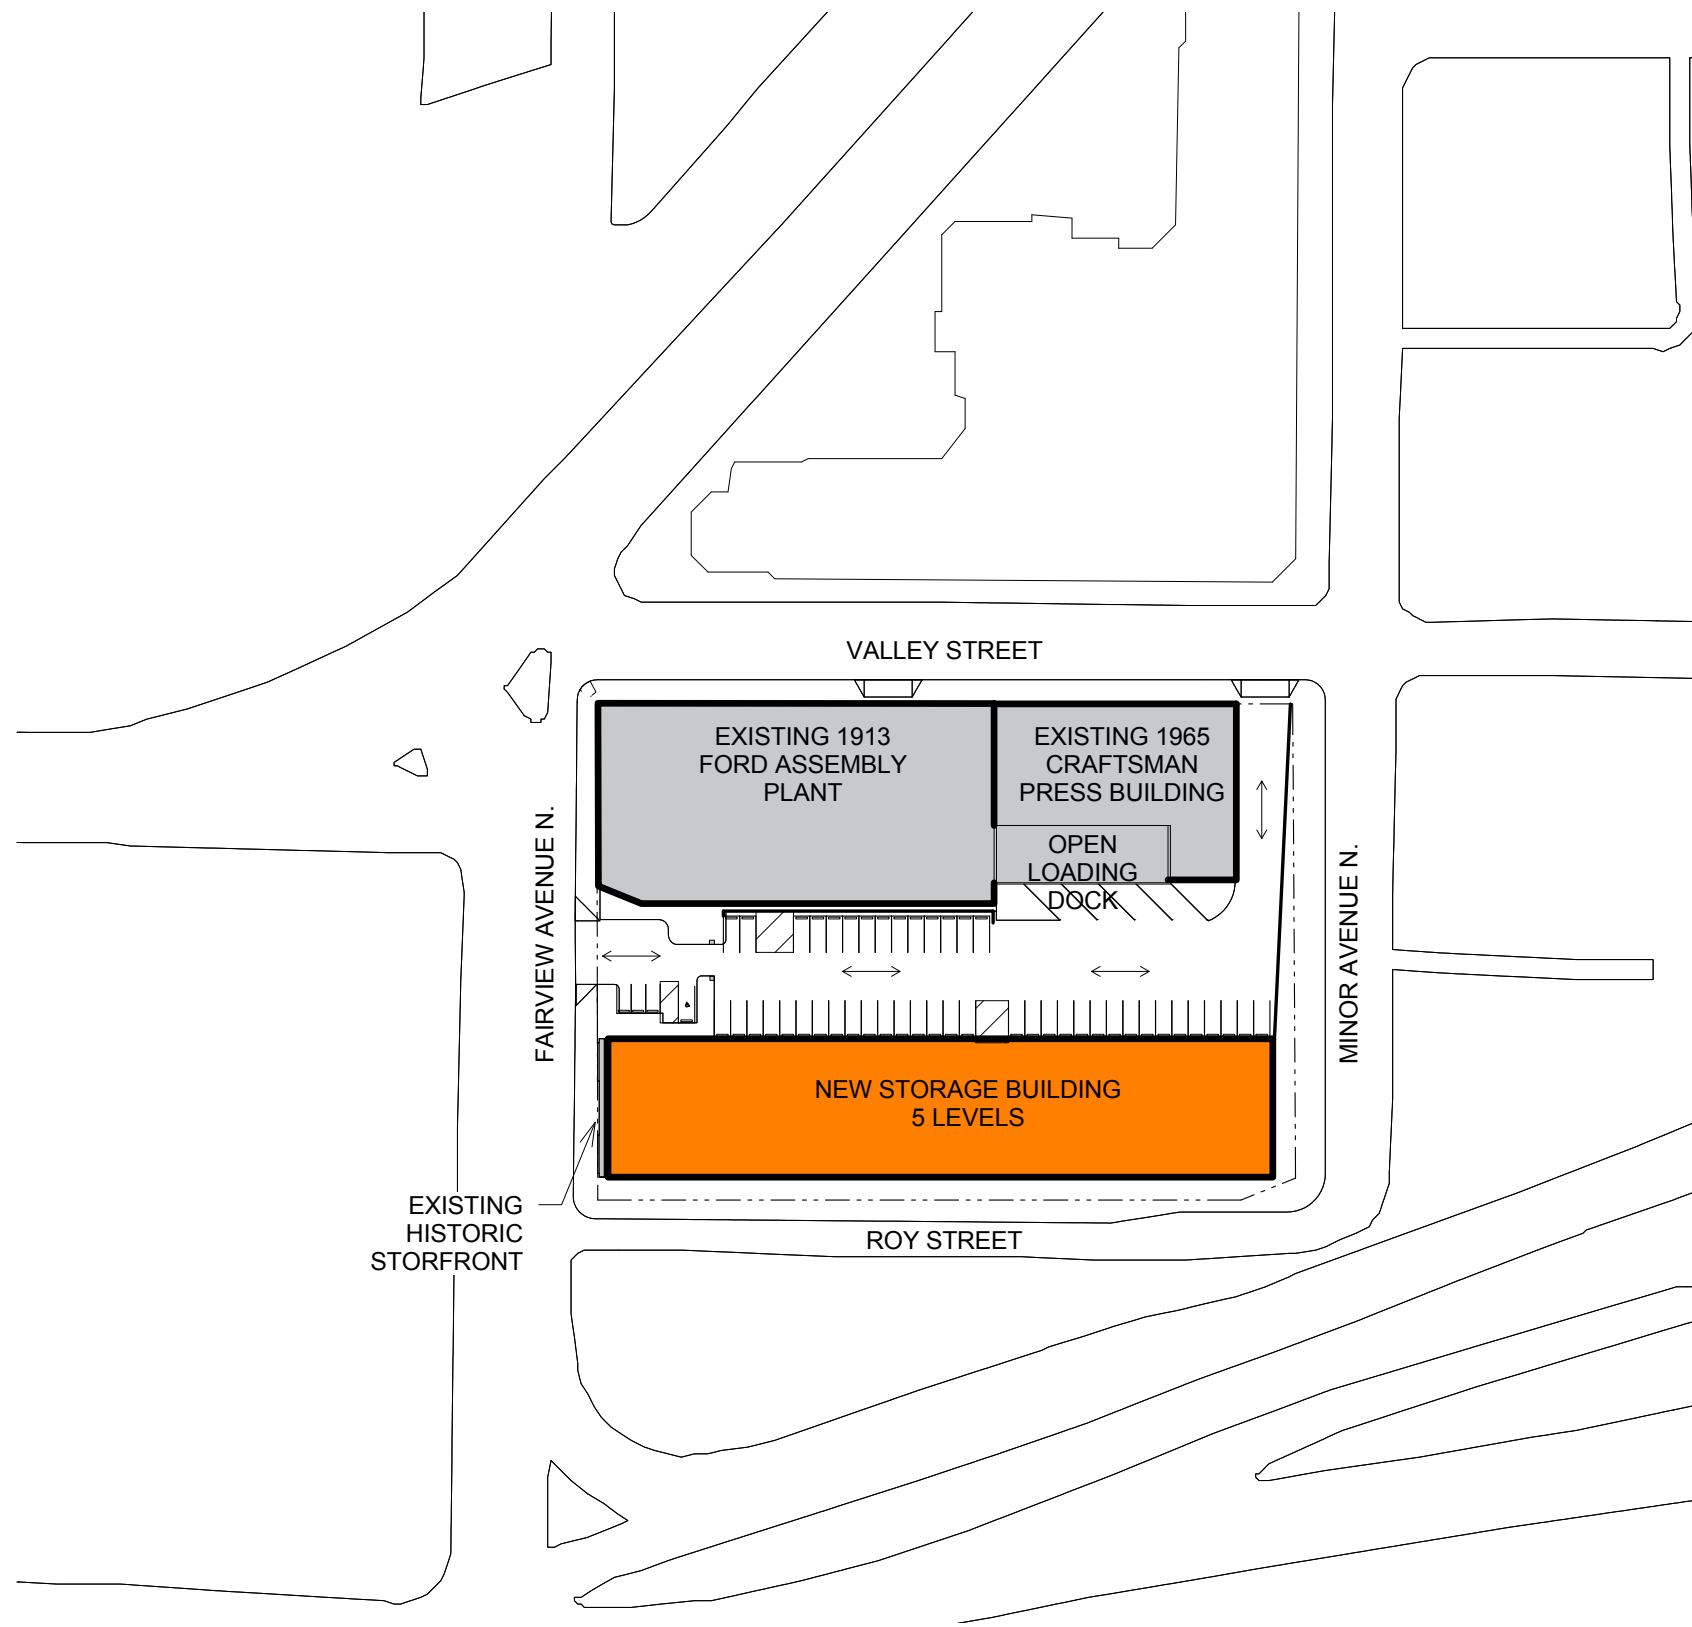 VALLEY STREET
EXISTING 1913
FORD ASSEMBLY
PLANT
EXISTING 1965
CRAFTSMAN
PRESS BUILDING
OPEN
LOADING
DOCK
FAIRVIEW AVENUE N.
MINOR AVENUE N.
NEW STORAGE BUILDING
5 LEVELS
EXISTING
HISTORIC
STORFRONT
ROY STREET